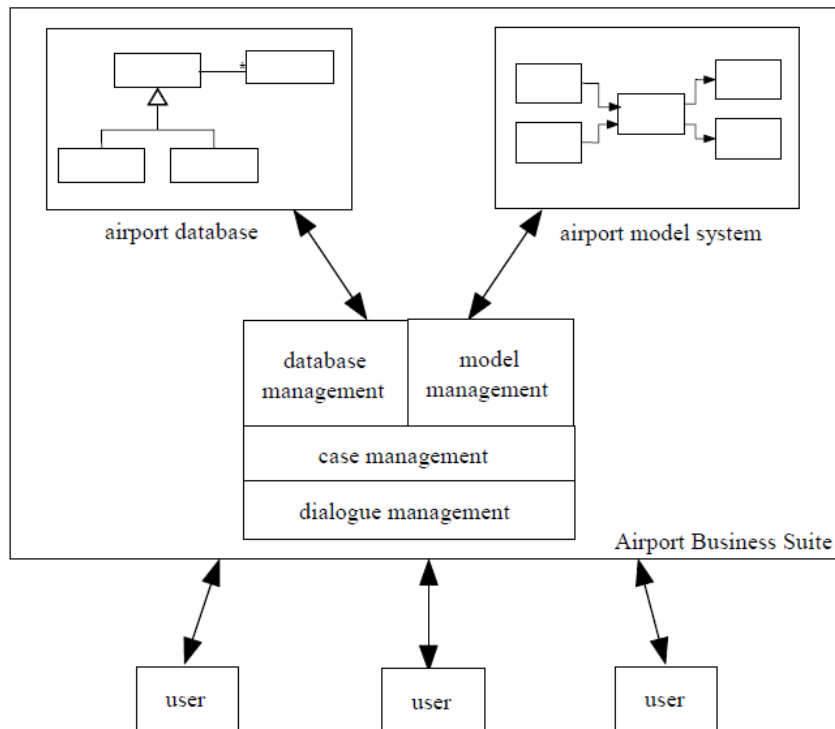 *
airport database
airport model system
database
management
model
management
case management
dialogue management
Airport Business Suite
user
user
user